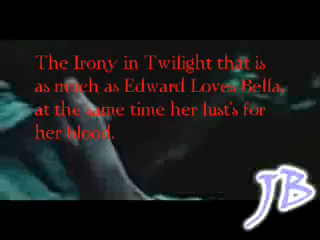 The Irony in Twilight that is
as much as Edward Loves Bella,
at the same time her lust's for
her blood.
JB